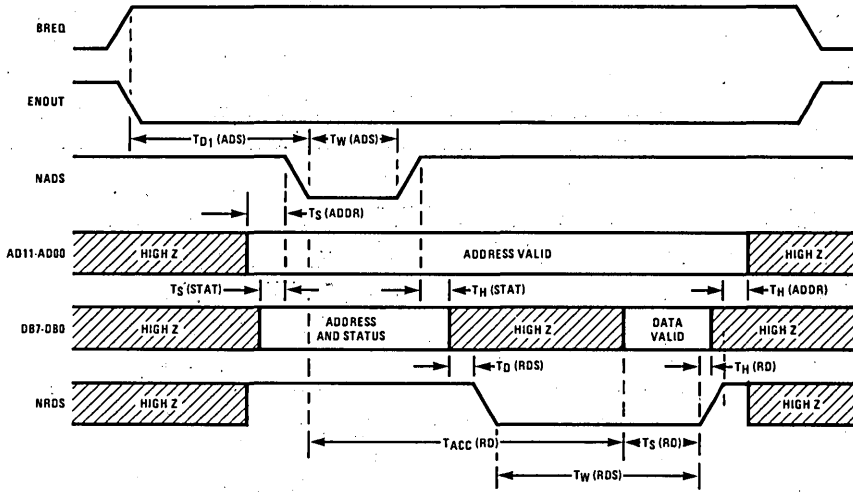 BREQ
ENOUT
TD1 (ADS) TW (ADS)
NADS
TS (ADDR)
AD11-AD00 HIGH Z ADDRESS VALID HIGH Z
TS (STAT) TH (STAT) TH (ADDR)
DB7-DB0 HIGH Z ADDRESS AND STATUS HIGH Z DATA VALID HIGH Z
TD (RDS) TH (RD)
NRDS HIGH Z HIGH Z
TACC (RD) TS (RD)
TW (RDS)